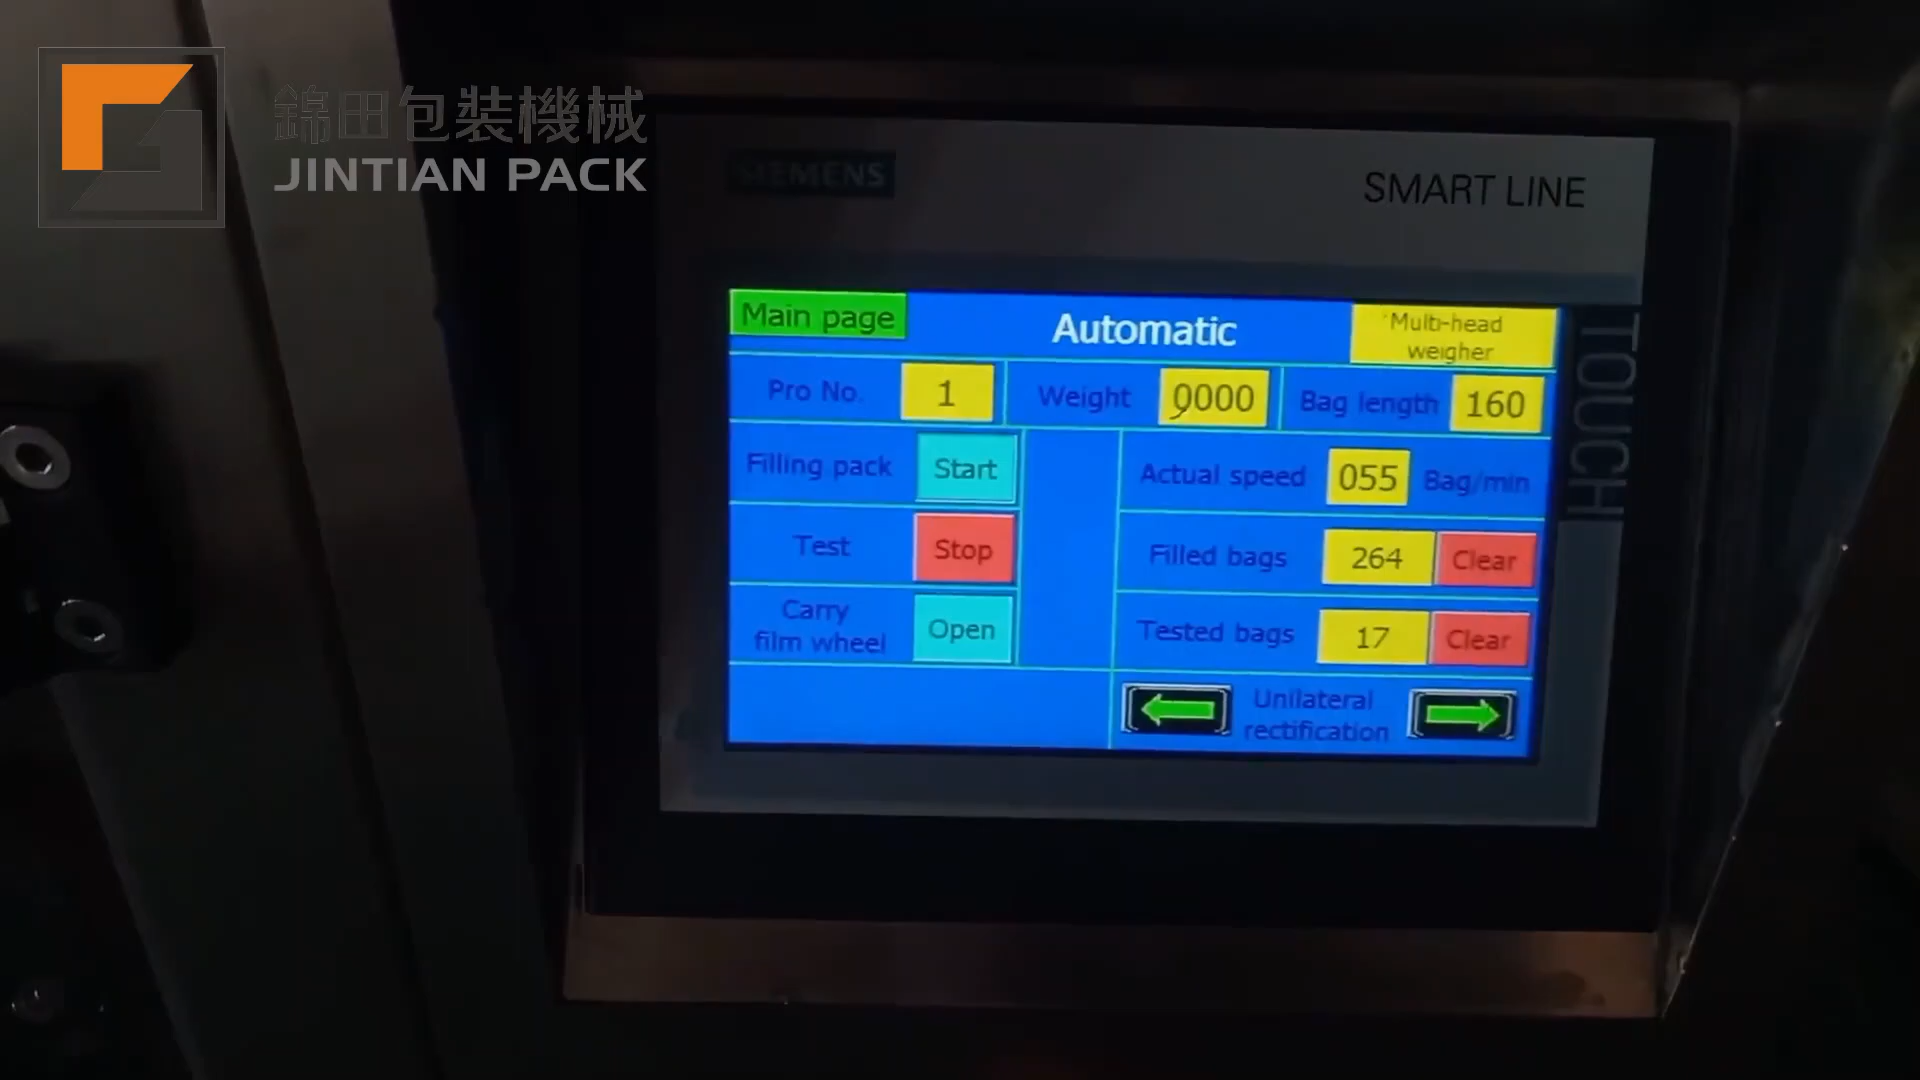 錦田包裝機械
JINTIAN PACK
SIEMENS
SMART LINE
TOUCH
Main page
Automatic
Multi-head
weigher
Pro No.
1
Weight
0000
Bag length
160
Filling pack
Start
Actual speed
055
Bag/min
Test
Stop
Filled bags
264
Clear
Carry
film wheel
Open
Tested bags
17
Clear
Unilateral
rectification